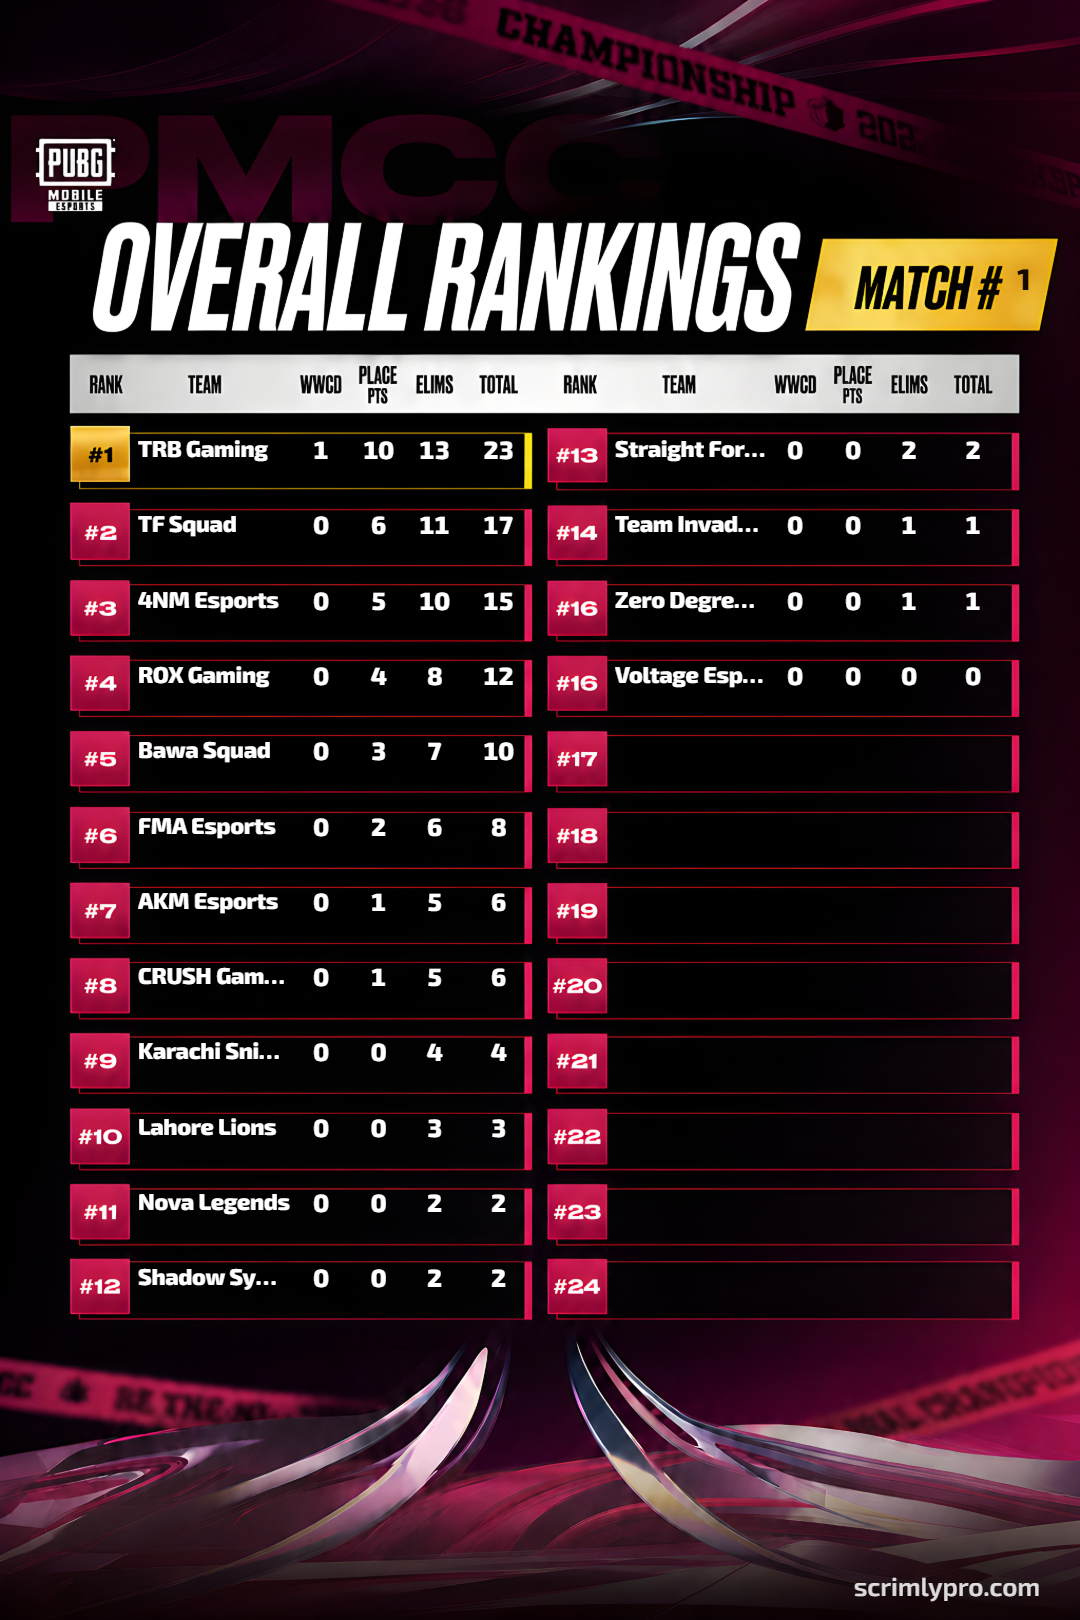 CHAMPIONSHIP
PMCC
PUBG
MOBILE
ESPORTS
OVERALL RANKINGS
MATCH # 1
RANK TEAM WWCD PLACE PTS ELIMS TOTAL RANK TEAM WWCD PLACE PTS ELIMS TOTAL
#1 TRB Gaming 1 10 13 23
#2 TF Squad 0 6 11 17
#3 4NM Esports 0 5 10 15
#4 ROX Gaming 0 4 8 12
#5 Bawa Squad 0 3 7 10
#6 FMA Esports 0 2 6 8
#7 AKM Esports 0 1 5 6
#8 CRUSH Gam... 0 1 5 6
#9 Karachi Sni... 0 0 4 4
#10 Lahore Lions 0 0 3 3
#11 Nova Legends 0 0 2 2
#12 Shadow Sy... 0 0 2 2
#13 Straight For... 0 0 2 2
#14 Team Invad... 0 0 1 1
#16 Zero Degre... 0 0 1 1
#16 Voltage Esp... 0 0 0 0
#17
#18
#19
#20
#21
#22
#23
#24
BE THE
scrimlypro.com